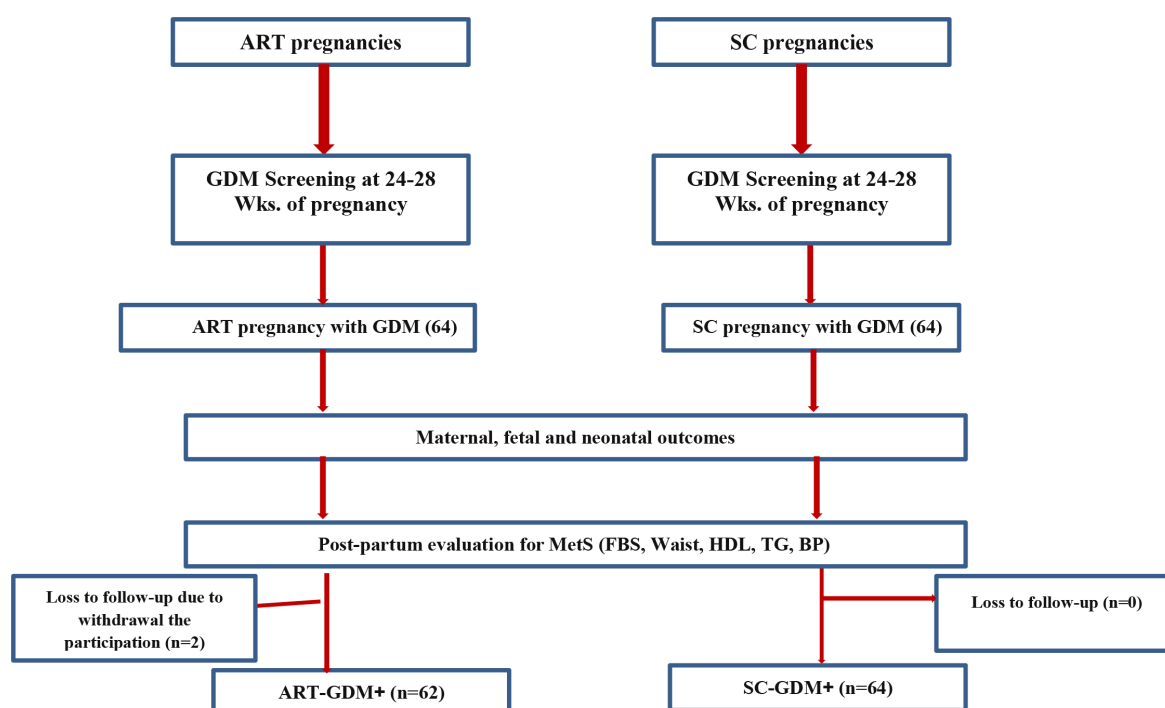 ART pregnancies
SC pregnancies
GDM Screening at 24-28
Wks. of pregnancy
GDM Screening at 24-28
Wks. of pregnancy
ART pregnancy with GDM (64)
SC pregnancy with GDM (64)
Maternal, fetal and neonatal outcomes
Post-partum evaluation for MetS (FBS, Waist, HDL, TG, BP)
Loss to follow-up due to
withdrawal the
participation (n=2)
Loss to follow-up (n=0)
ART-GDM+ (n=62)
SC-GDM+ (n=64)